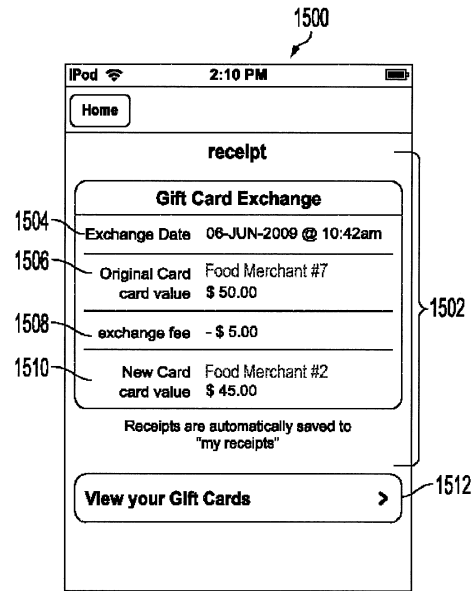 1500
IPod 2:10 PM
Home
receipt
Gift Card Exchange
1504
Exchange Date 06-JUN-2009 @ 10:42am
1506
Original Card Food Merchant #7
card value $ 50.00
1508
exchange fee - $ 5.00
1510
New Card Food Merchant #2
card value $ 45.00
1502
Receipts are automatically saved to
"my receipts"
View your Gift Cards >
1512